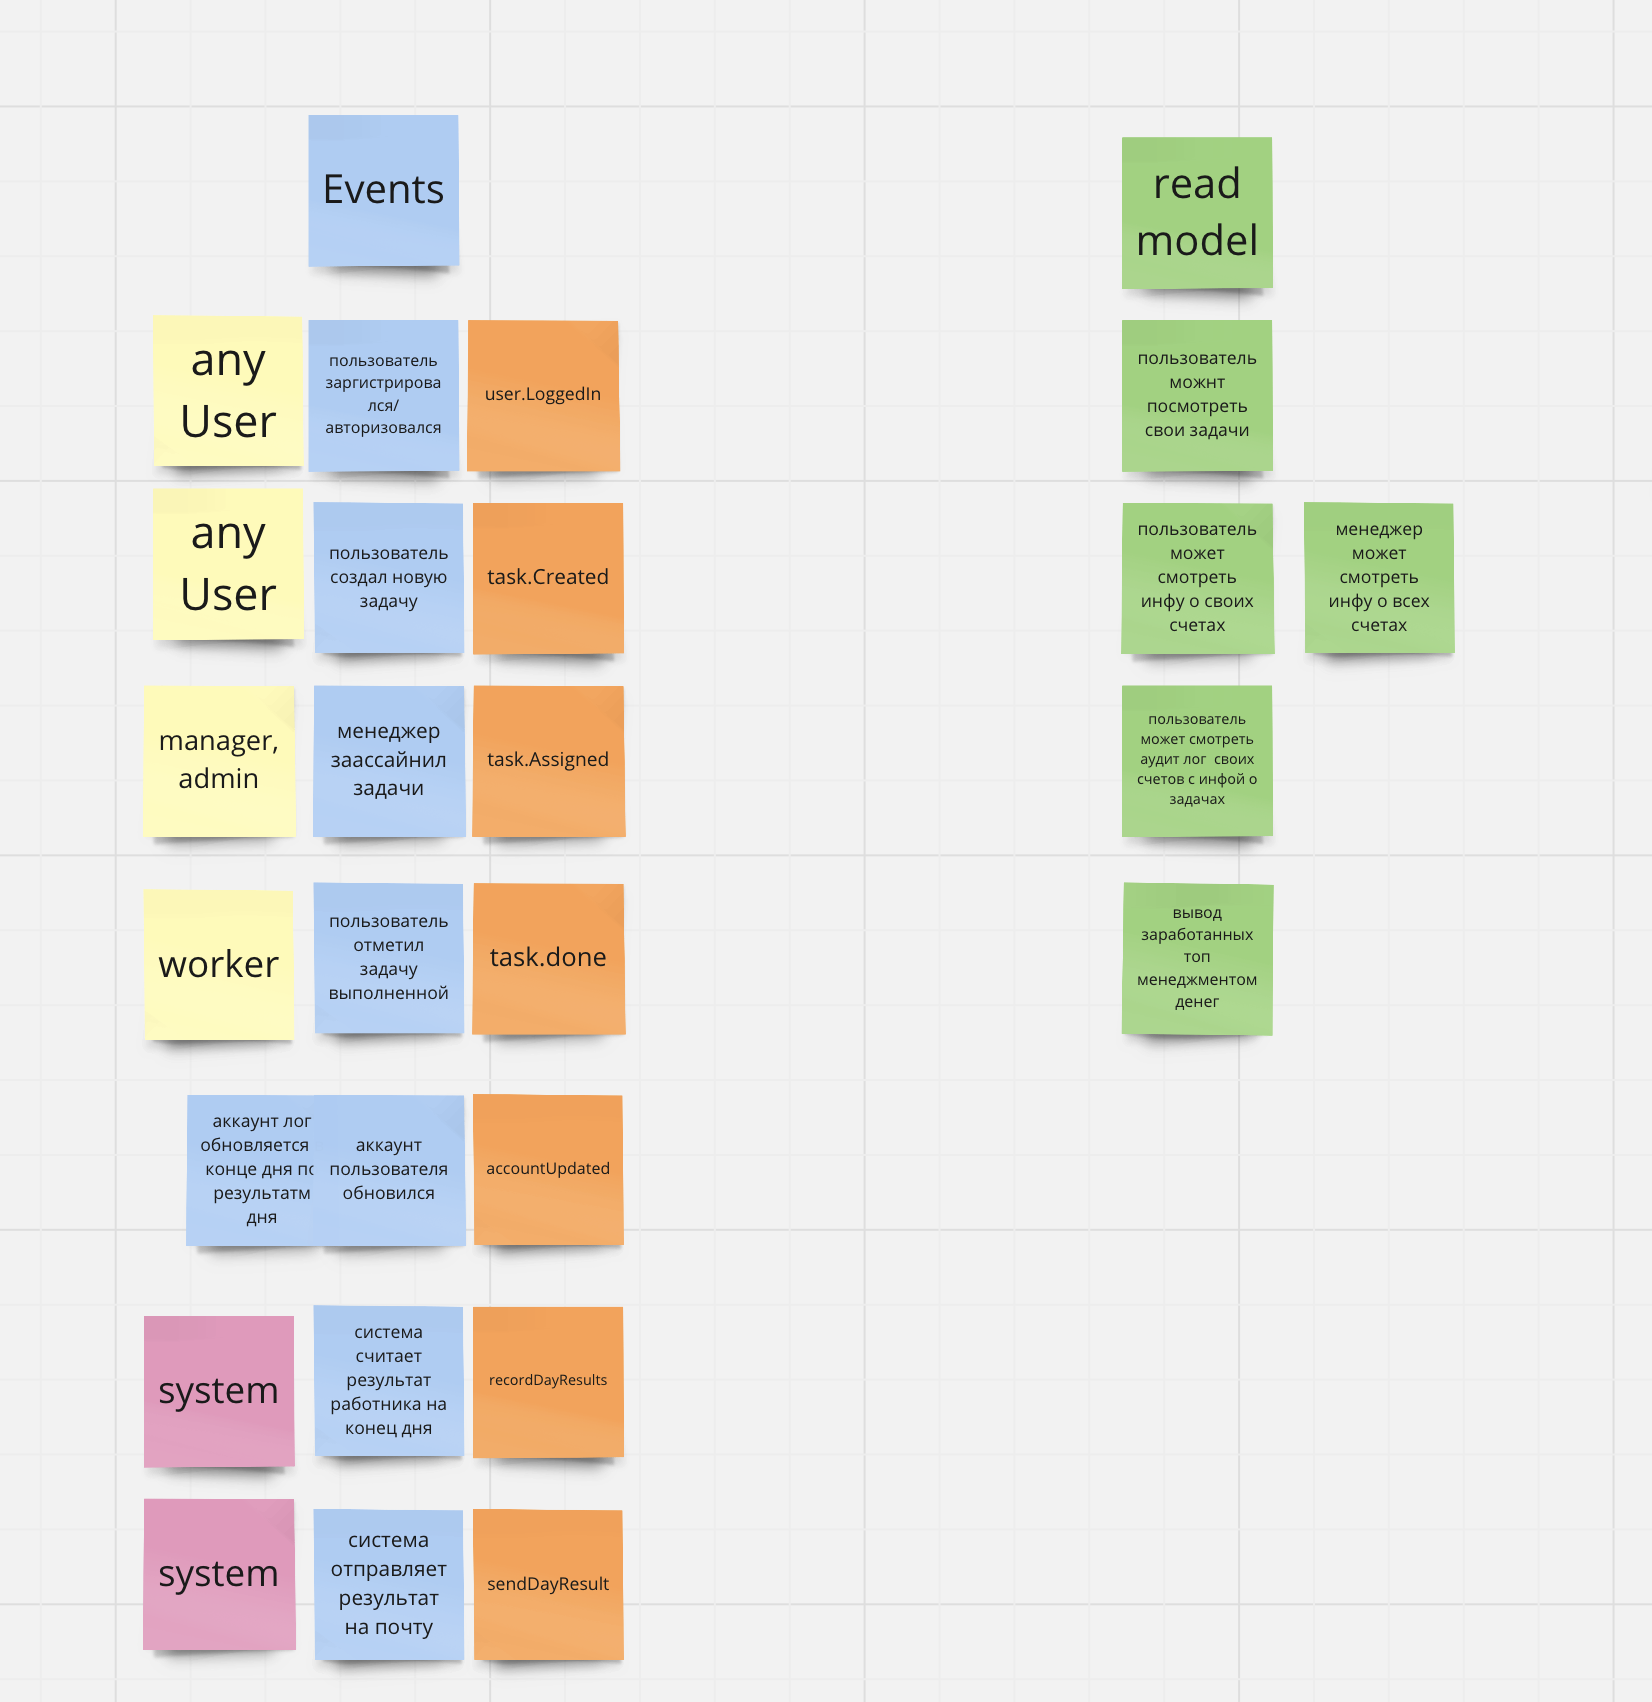 Events
read
model
any
User
пользователь
заргистрирова
лся/
авторизовался
user.LoggedIn
пользователь
можнт
посмотреть
свои задачи
any
User
пользователь
создал новую
задачу
task.Created
пользователь
может
смотреть
инфу о своих
счетах
менеджер
может
смотреть
инфу о всех
счетах
manager,
admin
менеджер
заассайнил
задачи
task.Assigned
пользователь
может смотреть
аудит лог своих
счетов с инфой о
задачах
worker
пользователь
отметил
задачу
выполненной
task.done
вывод
заработанных
топ
менеджментом
денег
аккаунт лог
обновляется
конце дня по
результатм
дня
аккаунт
пользователя
обновился
accountUpdated
system
система
считает
результат
работника на
конец дня
recordDayResults
system
система
отправляет
результат
на почту
sendDayResult